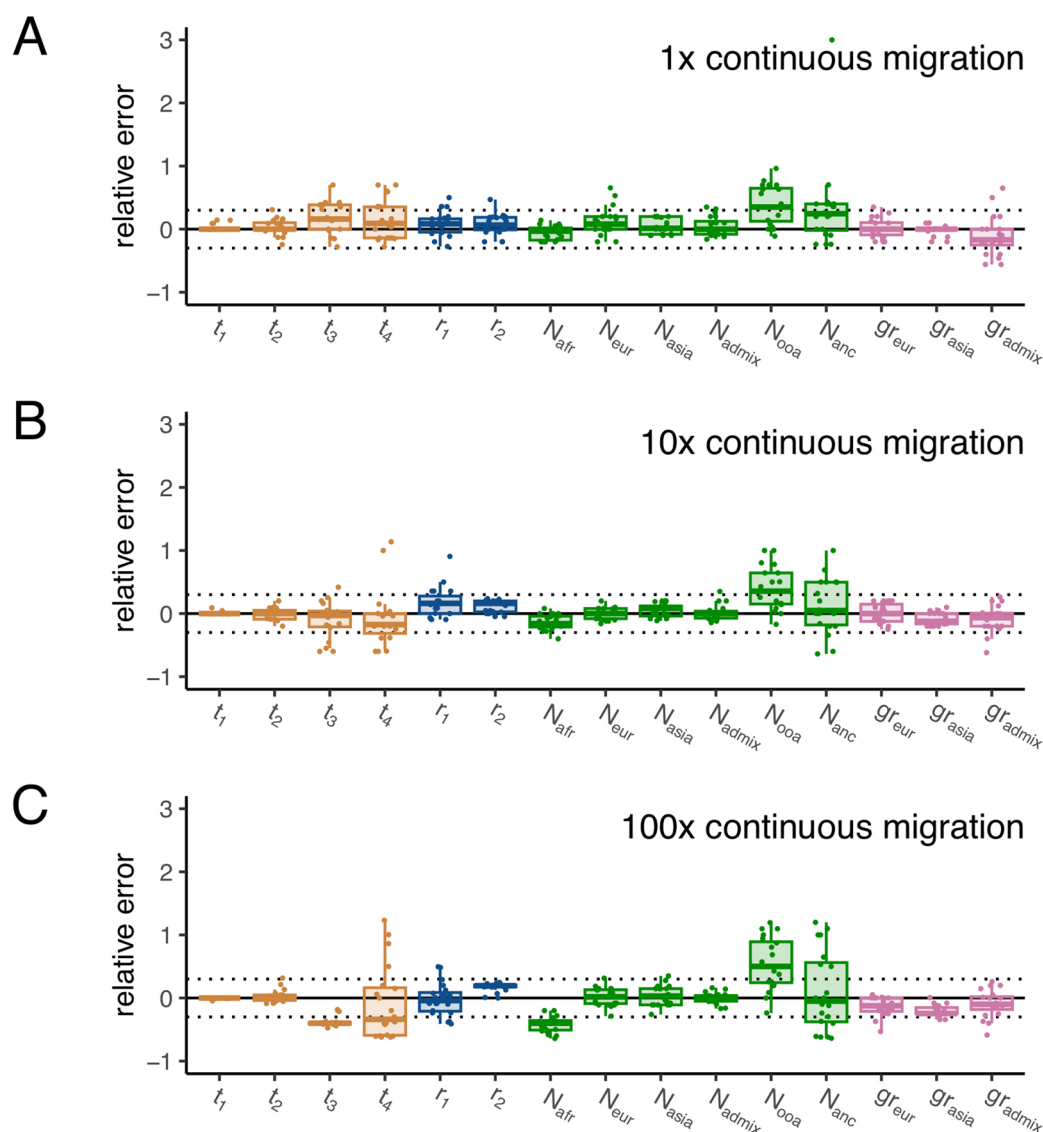 A
1x continuous migration
relative error
3
2
1
0
−1
t1 t2 t3 t4 r1 r2 Nafr Neur Nasia Nadmix Nooa Nanc greur grasia gradmix
B
10x continuous migration
relative error
3
2
1
0
−1
t1 t2 t3 t4 r1 r2 Nafr Neur Nasia Nadmix Nooa Nanc greur grasia gradmix
C
100x continuous migration
relative error
3
2
1
0
−1
t1 t2 t3 t4 r1 r2 Nafr Neur Nasia Nadmix Nooa Nanc greur grasia gradmix